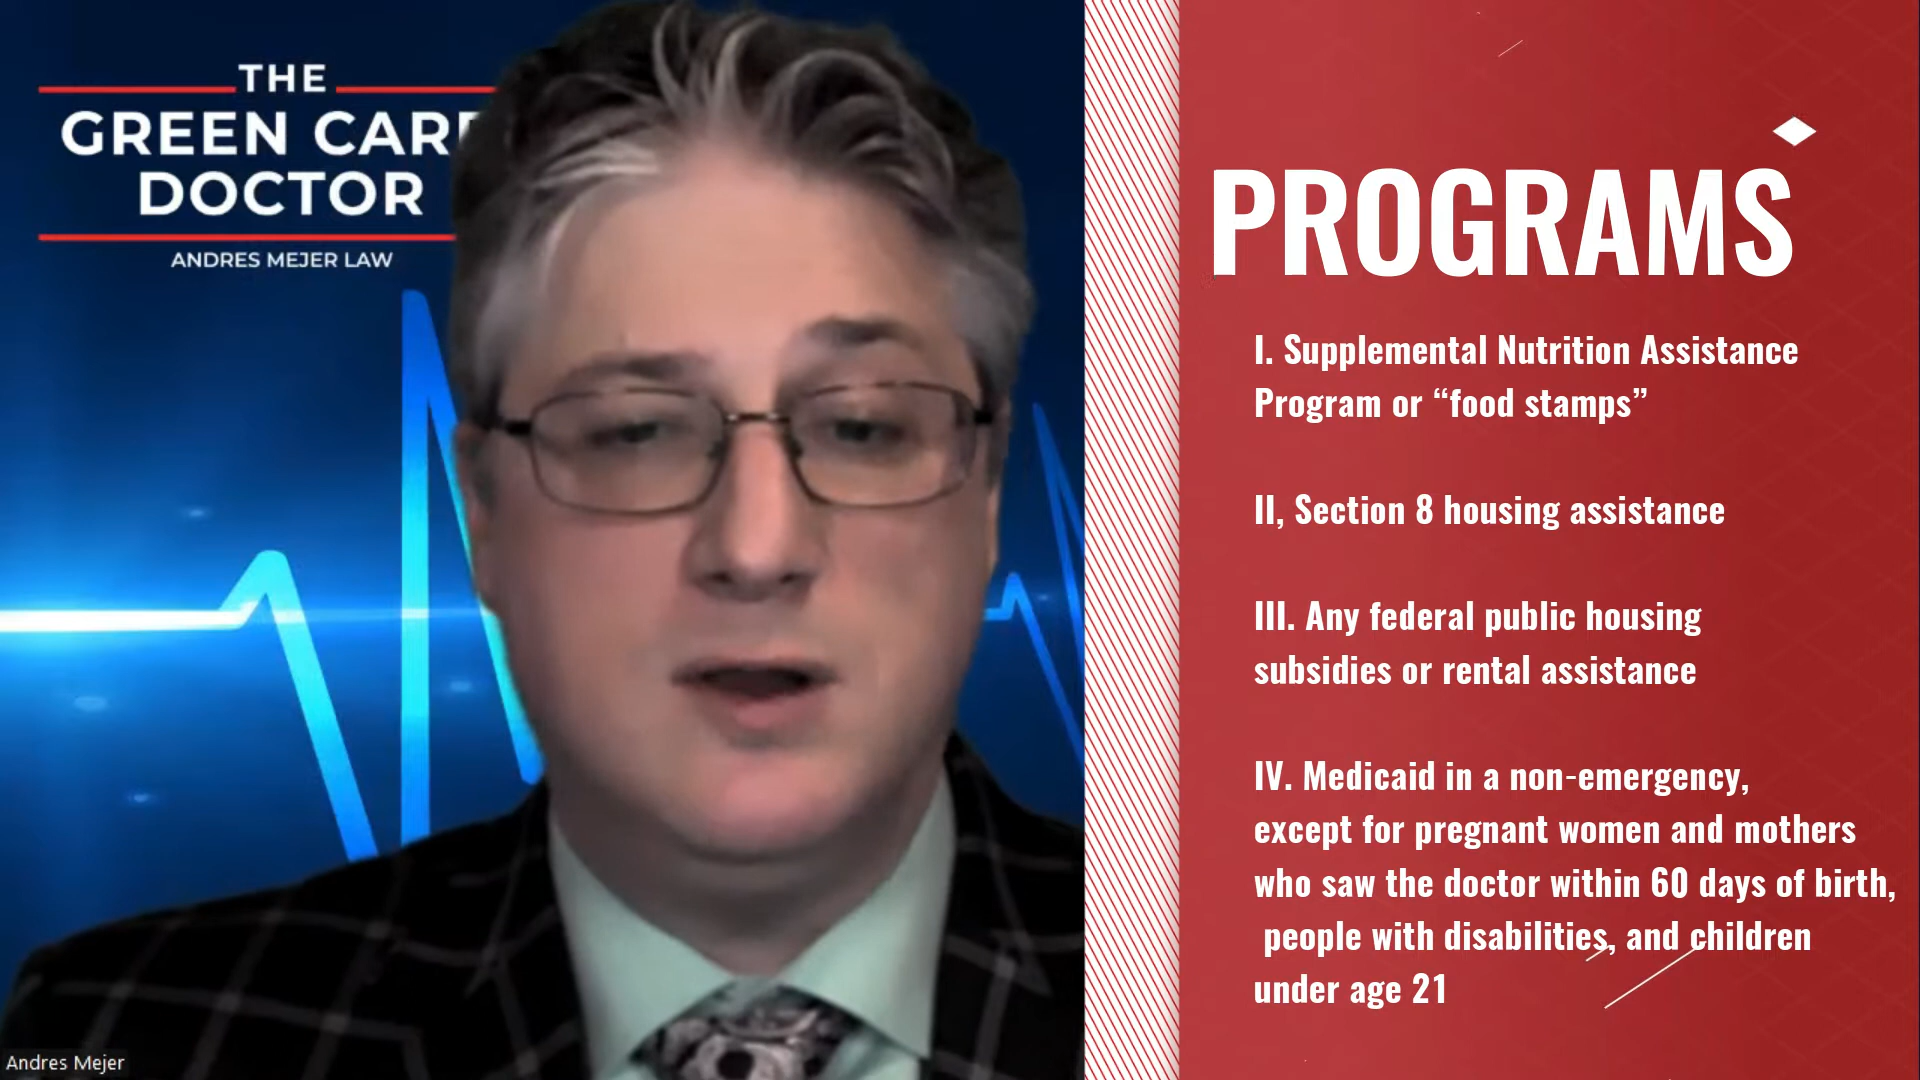 THE
GREEN CARD
DOCTOR
ANDRES MEJER LAW
Andres Mejer
PROGRAMS
I. Supplemental Nutrition Assistance
Program or “food stamps”
II, Section 8 housing assistance
III. Any federal public housing
subsidies or rental assistance
IV. Medicaid in a non-emergency,
except for pregnant women and mothers
who saw the doctor within 60 days of birth,
people with disabilities, and children
under age 21